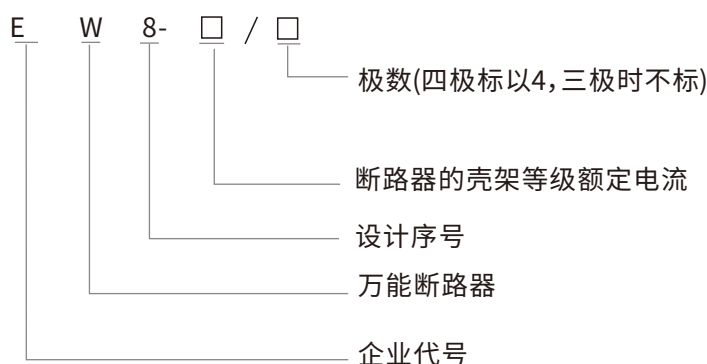 E W 8- □ / □
极数(四极标以4,三极时不标)
断路器的壳架等级额定电流
设计序号
万能断路器
企业代号